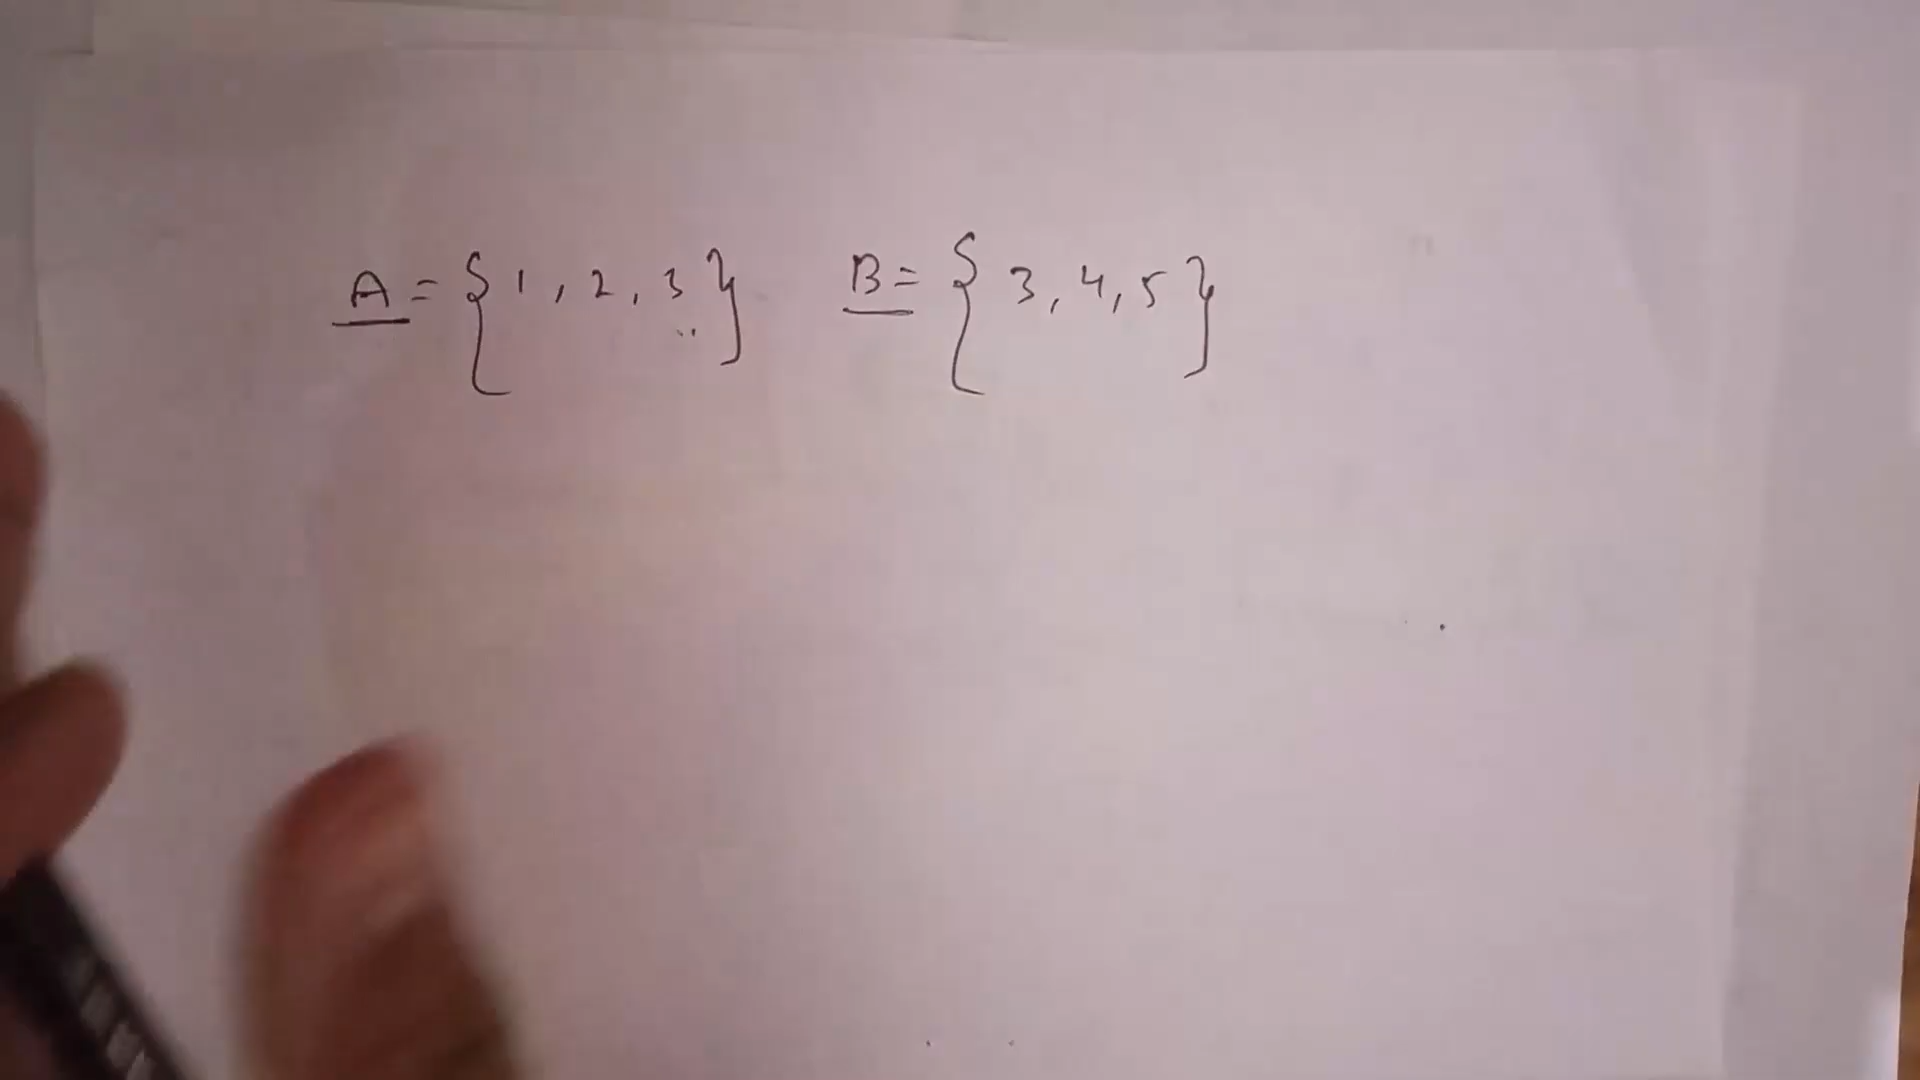 A = {1, 2, 3} B = {3, 4, 5}